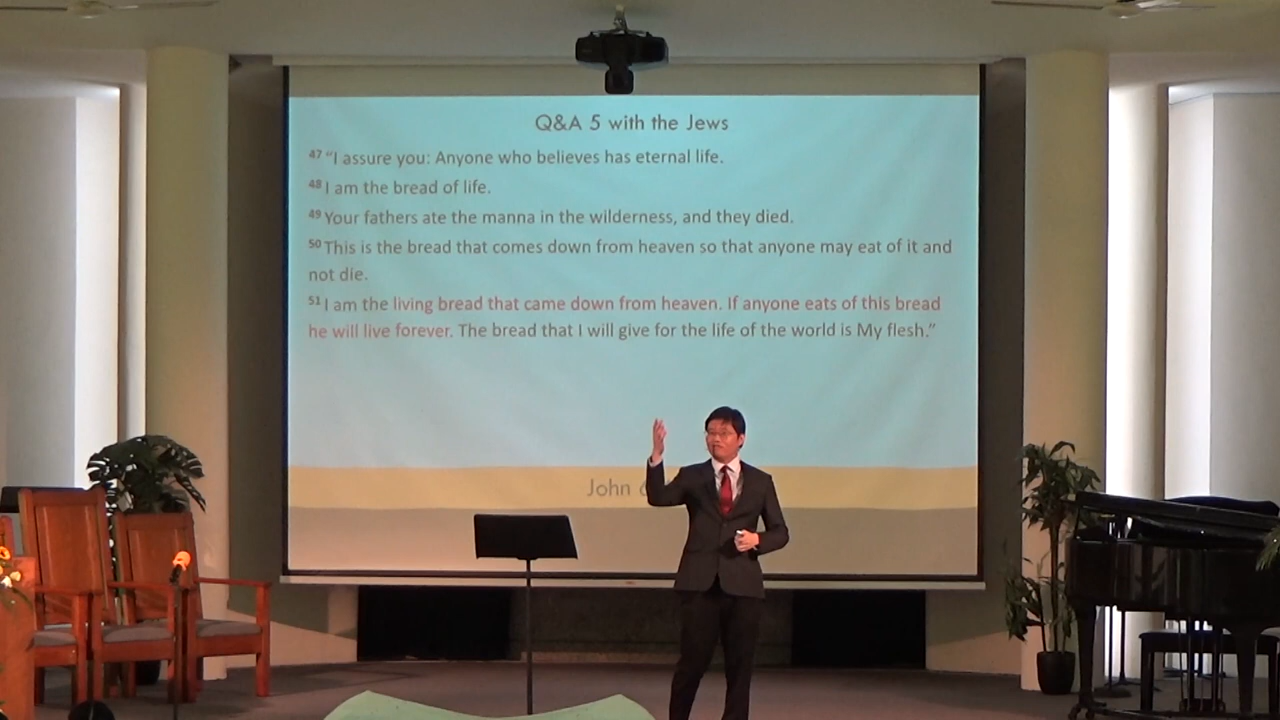 Q&A 5 with the Jews
47 “I assure you: Anyone who believes has eternal life.
48 I am the bread of life.
49 Your fathers ate the manna in the wilderness, and they died.
50 This is the bread that comes down from heaven so that anyone may eat of it and
not die.
51 I am the living bread that came down from heaven. If anyone eats of this bread
he will live forever. The bread that I will give for the life of the world is My flesh.”
John